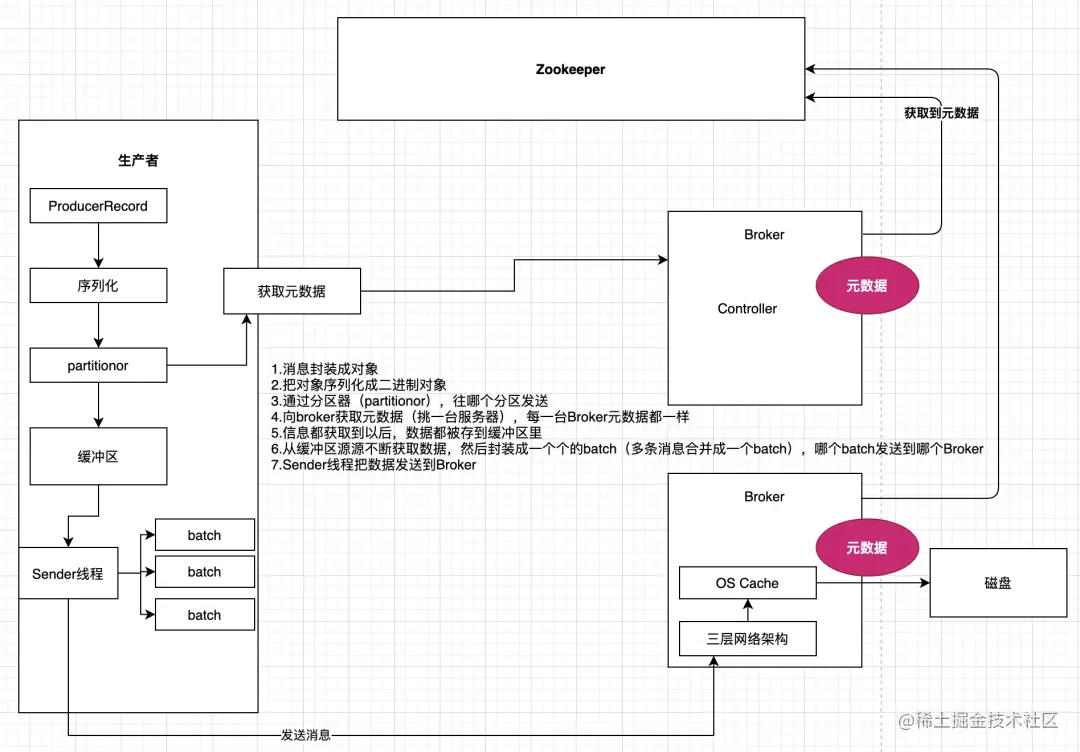 Zookeeper
获取到元数据
生产者
ProducerRecord
序列化
partitionor
缓冲区
Sender线程
batch
batch
batch
获取元数据
Broker
Controller
元数据
1.消息封装成对象
2.把对象序列化成二进制对象
3.通过分区器（partitionor），往哪个分区发送
4.向broker获取元数据（挑一台服务器），每一台Broker元数据都一样
5.信息都获取到以后，数据都被存到缓冲区里
6.从缓冲区源源不断获取数据，然后封装成一个个的batch（多条消息合并成一个batch），哪个batch发送到哪个Broker
7.Sender线程把数据发送到Broker
Broker
元数据
OS Cache
三层网络架构
磁盘
发送消息
@稀土掘金技术社区